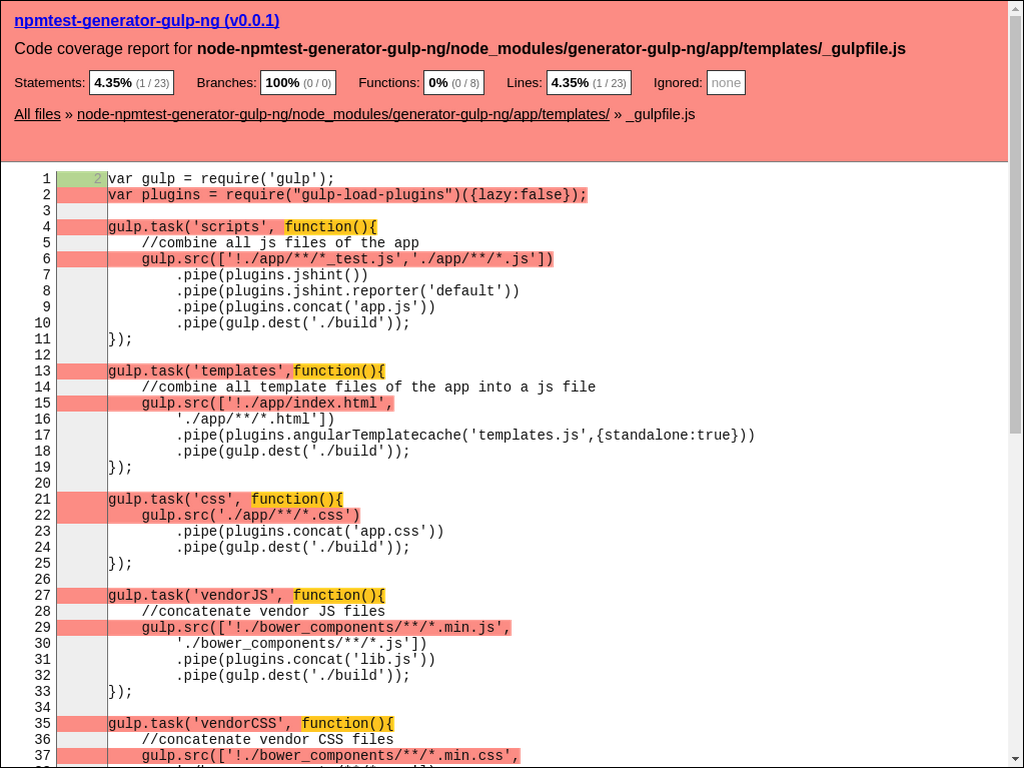 npmtest-generator-gulp-ng (v0.0.1)
Code coverage report for node-npmtest-generator-gulp-ng/node_modules/generator-gulp-ng/app/templates/_gulpfile.js
Statements: 4.35% (1 / 23) Branches: 100% (0 / 0) Functions: 0% (0 / 8) Lines: 4.35% (1 / 23) Ignored: none
All files » node-npmtest-generator-gulp-ng/node_modules/generator-gulp-ng/app/templates/ » _gulpfile.js
1 2 var gulp = require('gulp');
2 var plugins = require("gulp-load-plugins")({lazy:false});
3
4 gulp.task('scripts', function(){
5     //combine all js files of the app
6     gulp.src(['!./app/**/*_test.js','./app/**/*.js'])
7         .pipe(plugins.jshint())
8         .pipe(plugins.jshint.reporter('default'))
9         .pipe(plugins.concat('app.js'))
10         .pipe(gulp.dest('./build'));
11 });
12
13 gulp.task('templates',function(){
14     //combine all template files of the app into a js file
15     gulp.src(['!./app/index.html',
16         './app/**/*.html'])
17         .pipe(plugins.angularTemplatecache('templates.js',{standalone:true}))
18         .pipe(gulp.dest('./build'));
19 });
20
21 gulp.task('css', function(){
22     gulp.src('./app/**/*.css')
23         .pipe(plugins.concat('app.css'))
24         .pipe(gulp.dest('./build'));
25 });
26
27 gulp.task('vendorJS', function(){
28     //concatenate vendor JS files
29     gulp.src(['!./bower_components/**/*.min.js',
30         './bower_components/**/*.js'])
31         .pipe(plugins.concat('lib.js'))
32         .pipe(gulp.dest('./build'));
33 });
34
35 gulp.task('vendorCSS', function(){
36     //concatenate vendor CSS files
37     gulp.src(['!./bower_components/**/*.min.css',